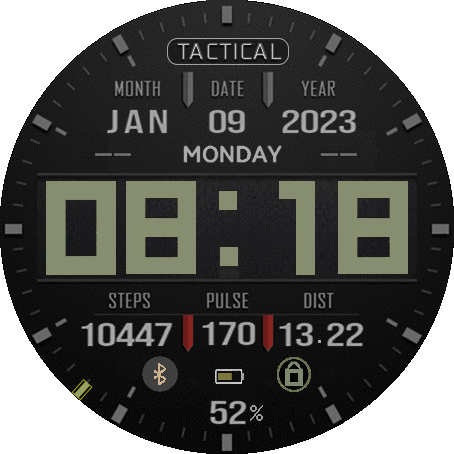 TACTICAL
MONTH DATE YEAR
JAN 09 2023
MONDAY
08:18
STEPS PULSE DIST
10447 170 13.22
52%